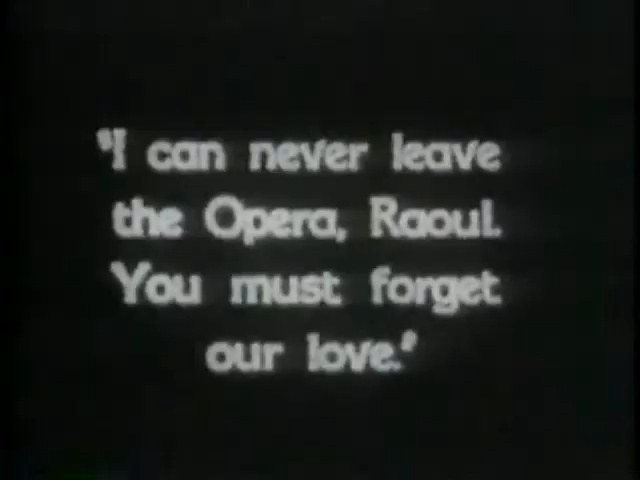 "I can never leave
the Opera, Raoul.
You must forget
our love."